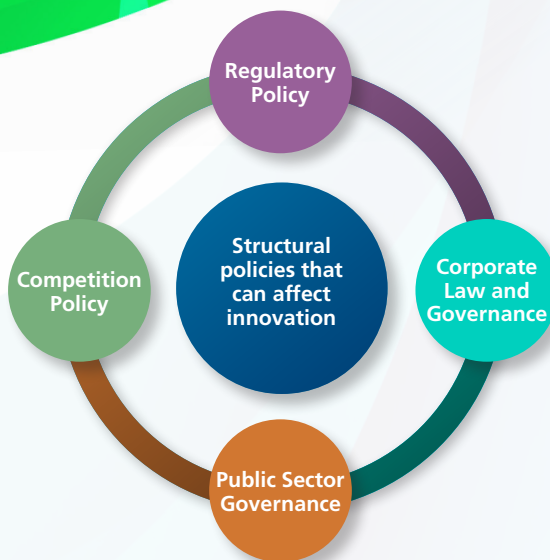 Regulatory
Policy
Structural
policies that
can affect
innovation
Competition
Policy
Corporate
Law and
Governance
Public Sector
Governance